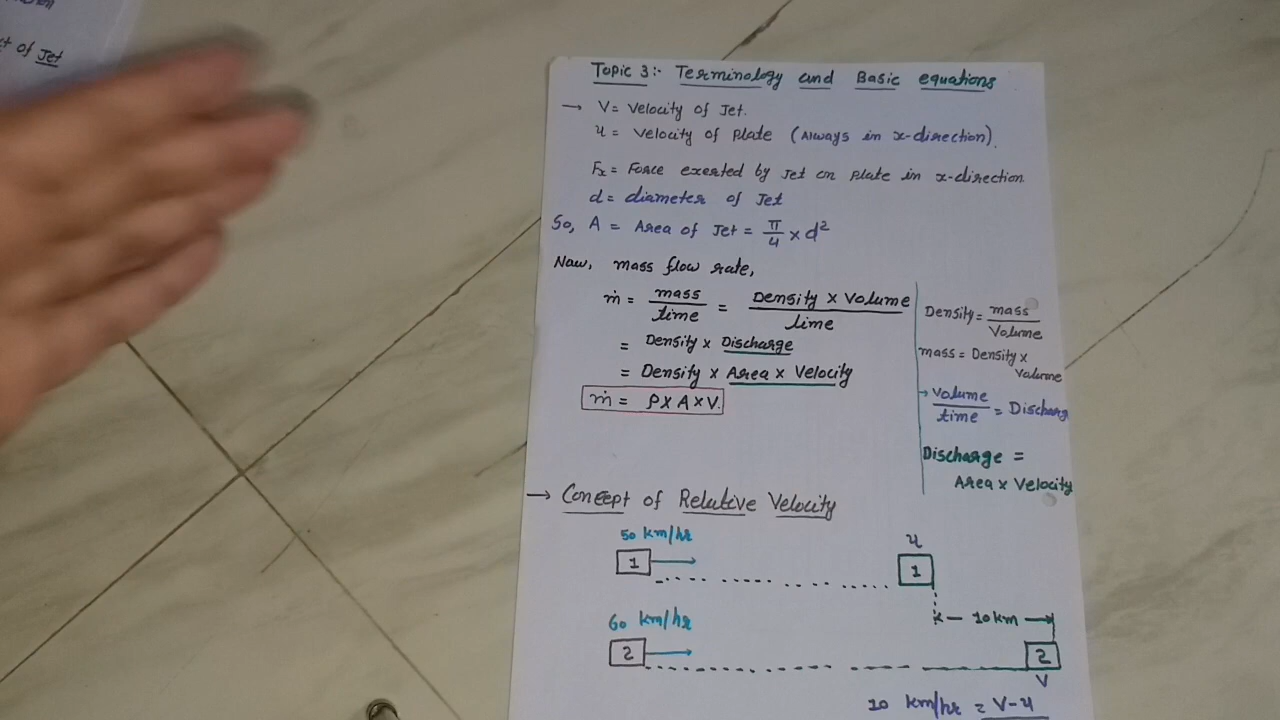 ct of Jet
Topic 3:- Terminology and Basic equations
→ V= Velocity of Jet.
u = Velocity of Plate (Always in x-direction).
Fx = Force exerted by Jet on Plate in x-direction
d = diameter of Jet
So, A = Area of Jet = π/4 × d²
Now, mass flow rate,
ṁ = mass/time = Density × Volume/time
= Density × Discharge
= Density × Area × Velocity
ṁ = ρ × A × V.
Density = mass/Volume
mass = Density ×
Volume
→ Volume/time = Discharg
Discharge =
Area × Velocity
→ Concept of Relative Velocity
50 km/hr
1
u
1
10 km
60 km/hr
2
2
V
10 km/hr = V-u